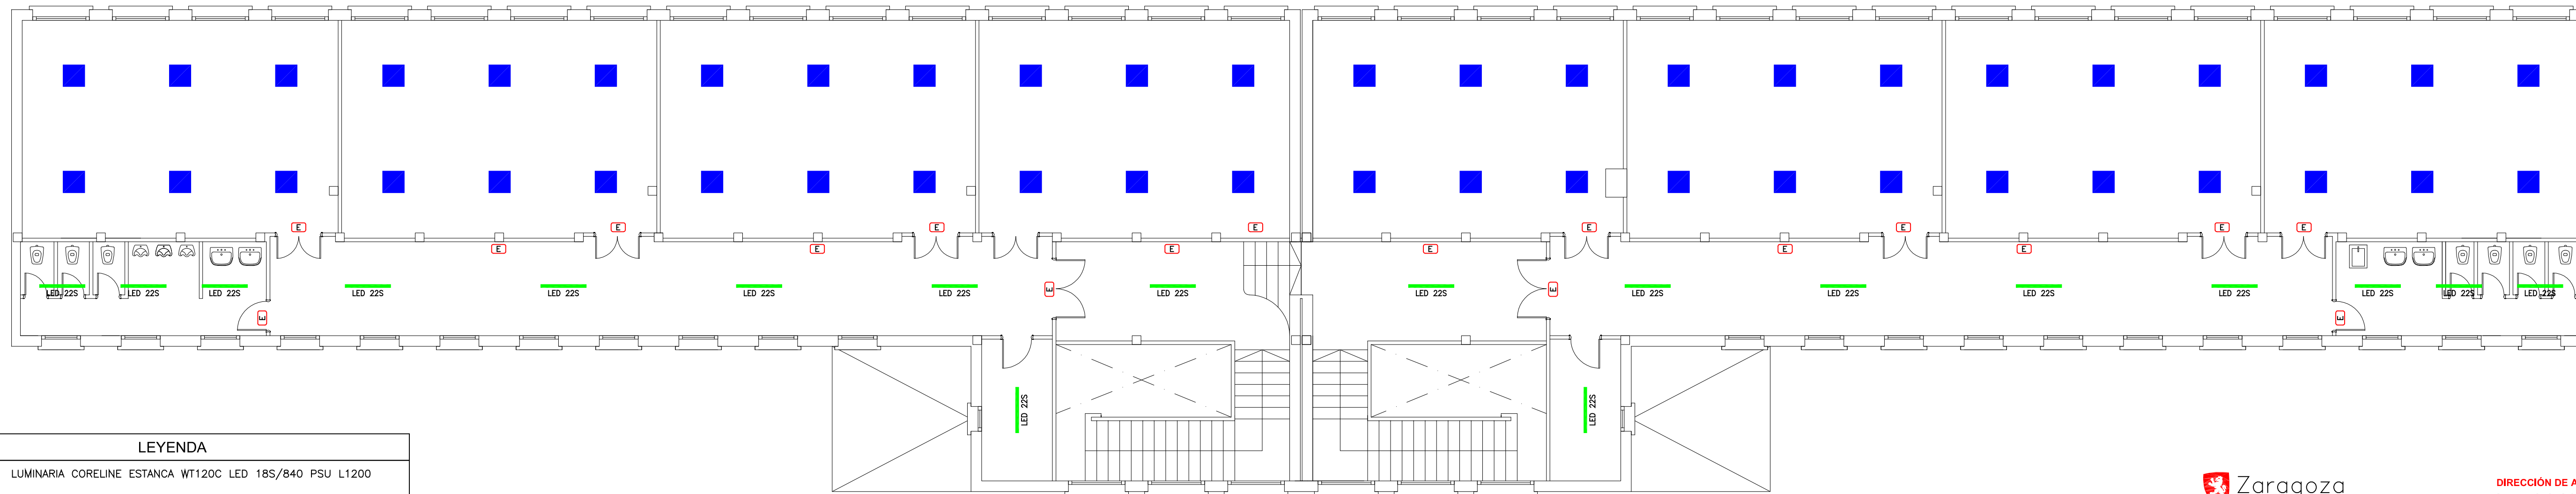 E E E E E E E E
E E E E E E
E E
LED 22S LED 22S LED 22S LED 22S LED 22S LED 22S LED 22S LED 22S LED 22S LED 22S LED 22S LED 22S LED 22S LED 22S LED 22S LED 22S
E E
LED 22S LED 22S
LEYENDA
LUMINARIA CORELINE ESTANCA WT120C LED 18S/840 PSU L1200
Zaragoza
DIRECCIÓN DE A